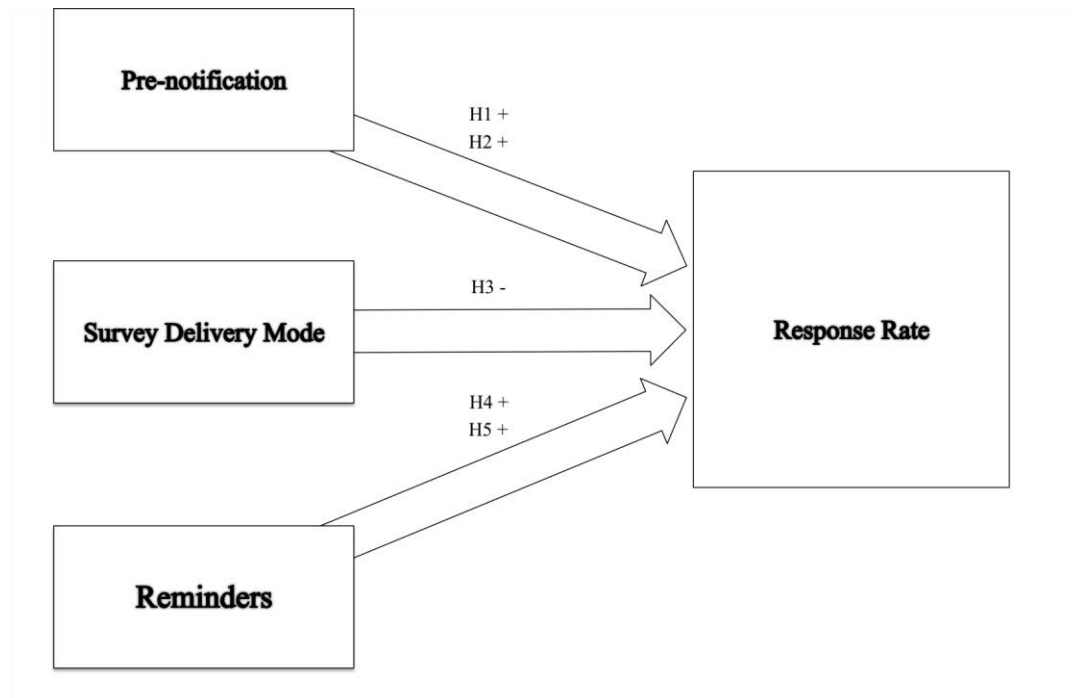 Pre-notification
H1 +
H2 +
Survey Delivery Mode
H3 -
Response Rate
H4 +
H5 +
Reminders